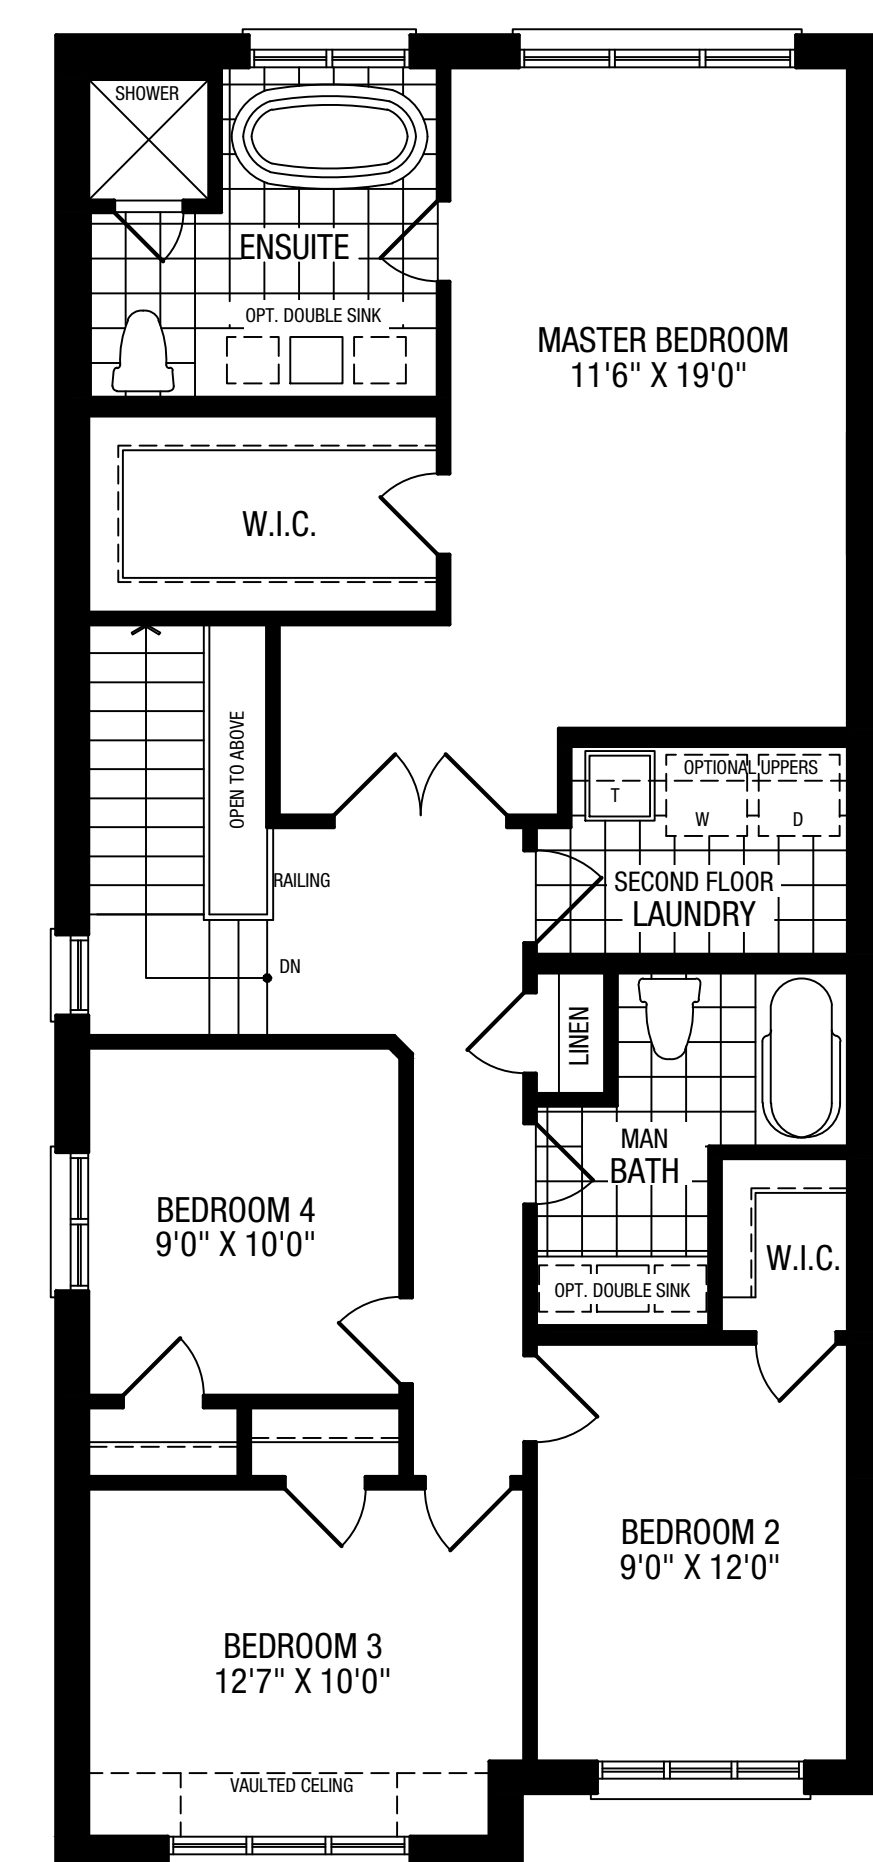 SHOWER
ENSUITE
OPT. DOUBLE SINK
MASTER BEDROOM
11'6" X 19'0"
W.I.C.
OPEN TO ABOVE
RAILING
DN
OPTIONAL UPPERS
T
W
D
SECOND FLOOR
LAUNDRY
LINEN
MAN
BATH
OPT. DOUBLE SINK
W.I.C.
BEDROOM 4
9'0" X 10'0"
BEDROOM 2
9'0" X 12'0"
BEDROOM 3
12'7" X 10'0"
VAULTED CELING